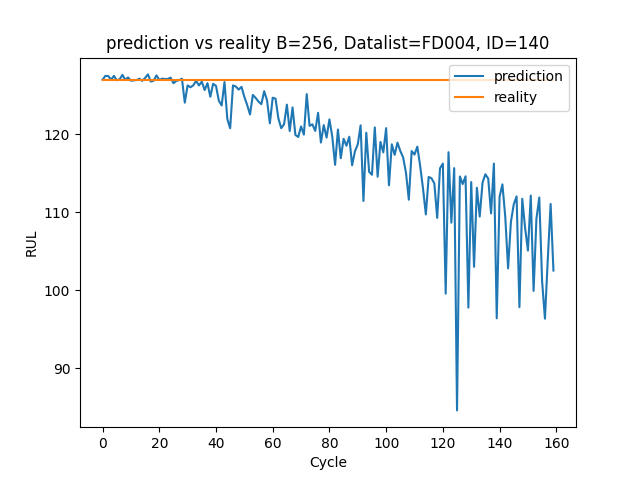 prediction vs reality B=256, Datalist=FD004, ID=140
prediction
reality
120
110
100
90
RUL
0 20 40 60 80 100 120 140 160
Cycle